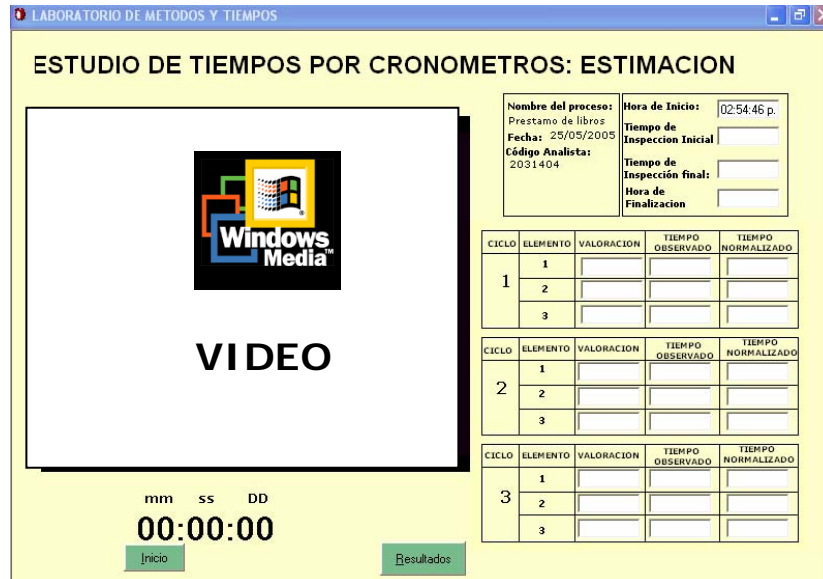 LABORATORIO DE METODOS Y TIEMPOS
ESTUDIO DE TIEMPOS POR CRONOMETROS: ESTIMACION
Windows
Media™
VIDEO
mm ss DD
00:00:00
Inicio
Resultados
Nombre del proceso:
Prestamo de libros
Fecha: 25/05/2005
Código Analista:
2031404
Hora de Inicio: 02:54:46 p.
Tiempo de
Inspeccion Inicial
Tiempo de
Inspección final:
Hora de
Finalizacion
CICLO ELEMENTO VALORACION TIEMPO OBSERVADO TIEMPO NORMALIZADO
1
1
2
3
CICLO ELEMENTO VALORACION TIEMPO OBSERVADO TIEMPO NORMALIZADO
2
1
2
3
CICLO ELEMENTO VALORACION TIEMPO OBSERVADO TIEMPO NORMALIZADO
3
1
2
3